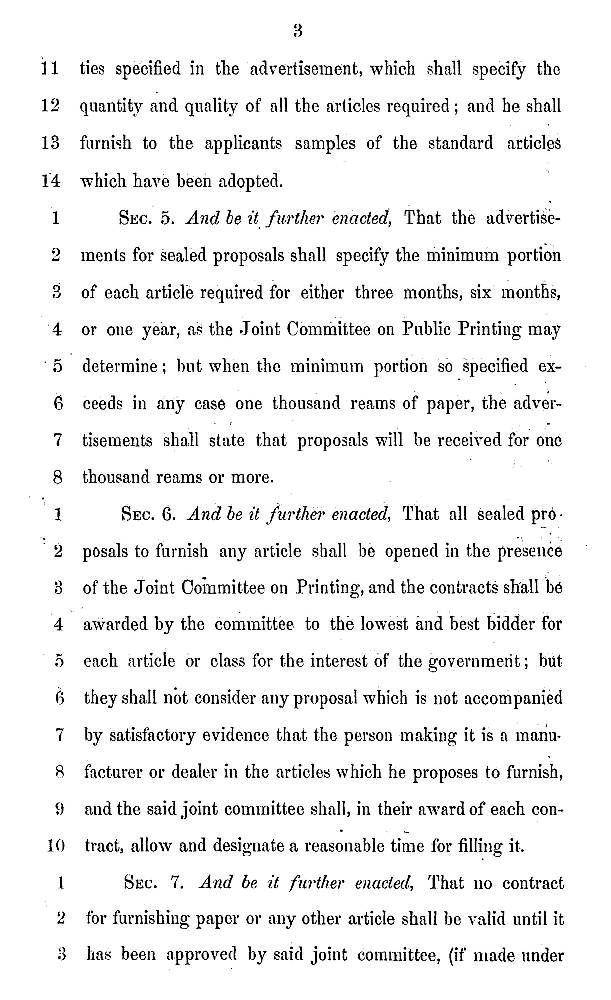 3
11 ties specified in the advertisement, which shall specify the
12 quantity and quality of all the articles required; and he shall
13 furnish to the applicants samples of the standard articles
14 which have been adopted.
1 SEC. 5. And be it further enacted, That the advertise-
2 ments for sealed proposals shall specify the minimum portion
3 of each article required for either three months, six months,
4 or one year, as the Joint Committee on Public Printing may
5 determine; but when the minimum portion so specified ex-
6 ceeds in any case one thousand reams of paper, the adver-
7 tisements shall state that proposals will be received for one
8 thousand reams or more.
1 SEC. 6. And be it further enacted, That all sealed pro-
2 posals to furnish any article shall be opened in the presence
3 of the Joint Committee on Printing, and the contracts shall be
4 awarded by the committee to the lowest and best bidder for
5 each article or class for the interest of the government; but
6 they shall not consider any proposal which is not accompanied
7 by satisfactory evidence that the person making it is a manu-
8 facturer or dealer in the articles which he proposes to furnish,
9 and the said joint committee shall, in their award of each con-
10 tract, allow and designate a reasonable time for filling it.
1 SEC. 7. And be it further enacted, That no contract
2 for furnishing paper or any other article shall be valid until it
3 has been approved by said joint committee, (if made under